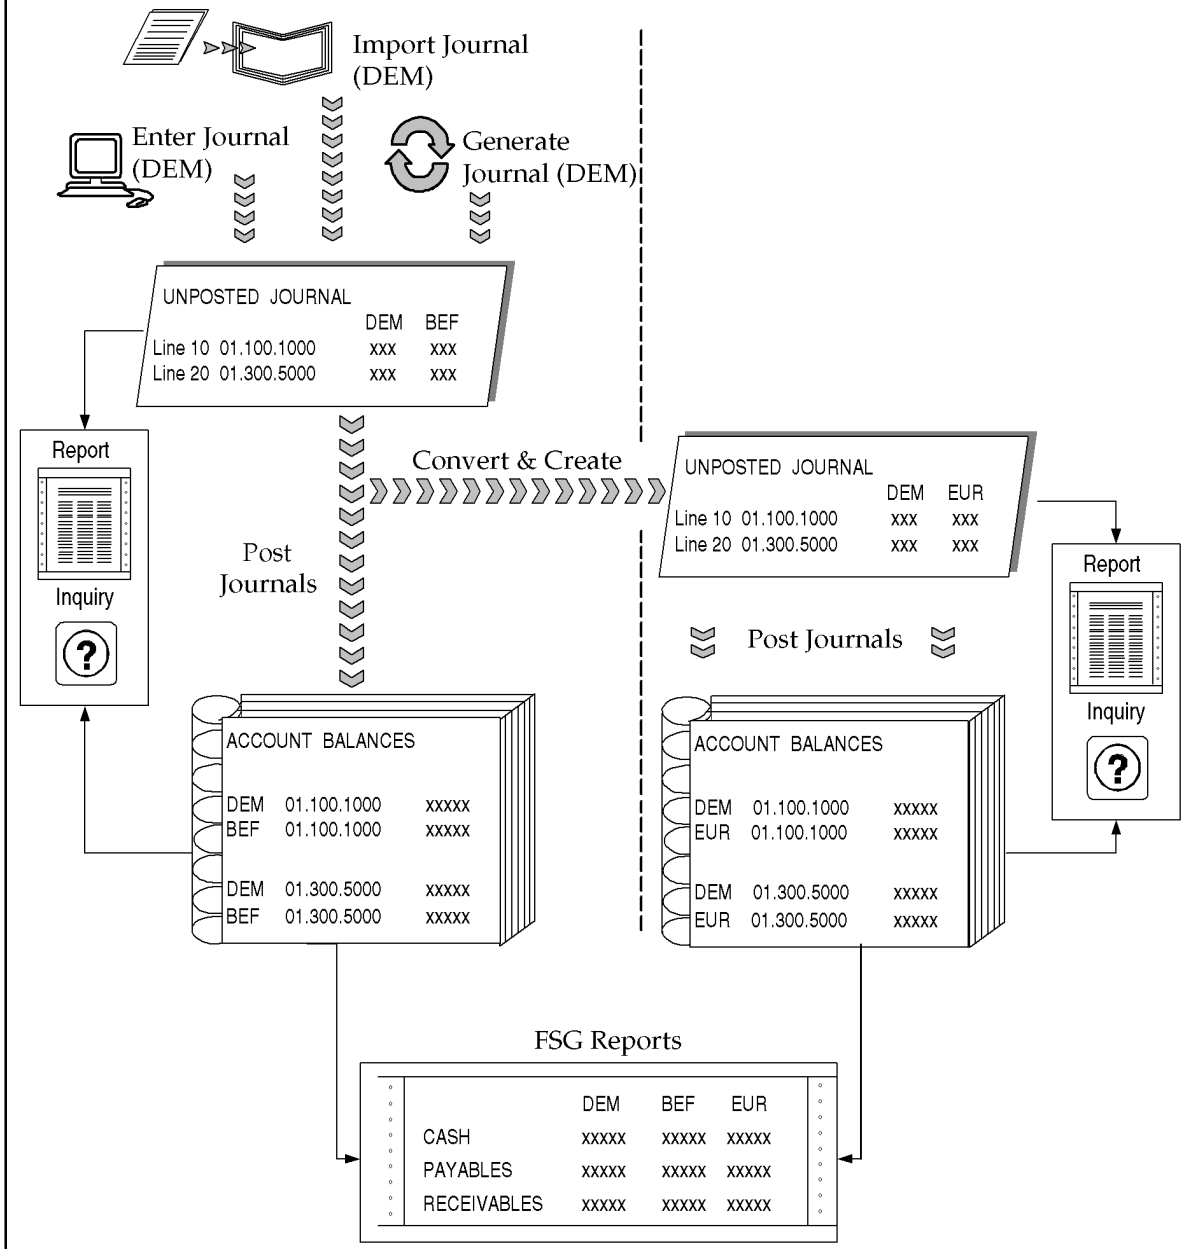 Import Journal
(DEM)
Enter Journal
(DEM)
Generate
Journal (DEM)
UNPOSTED JOURNAL
DEM BEF
Line 10 01.100.1000 xxx xxx
Line 20 01.300.5000 xxx xxx
Report
Inquiry
?
Convert & Create
Post
Journals
UNPOSTED JOURNAL
DEM EUR
Line 10 01.100.1000 xxx xxx
Line 20 01.300.5000 xxx xxx
Report
Inquiry
?
Post Journals
ACCOUNT BALANCES
DEM 01.100.1000 xxxxx
BEF 01.100.1000 xxxxx
DEM 01.300.5000 xxxxx
BEF 01.300.5000 xxxxx
ACCOUNT BALANCES
DEM 01.100.1000 xxxxx
EUR 01.100.1000 xxxxx
DEM 01.300.5000 xxxxx
EUR 01.300.5000 xxxxx
FSG Reports
DEM BEF EUR
CASH xxxxx xxxxx xxxxx
PAYABLES xxxxx xxxxx xxxxx
RECEIVABLES xxxxx xxxxx xxxxx